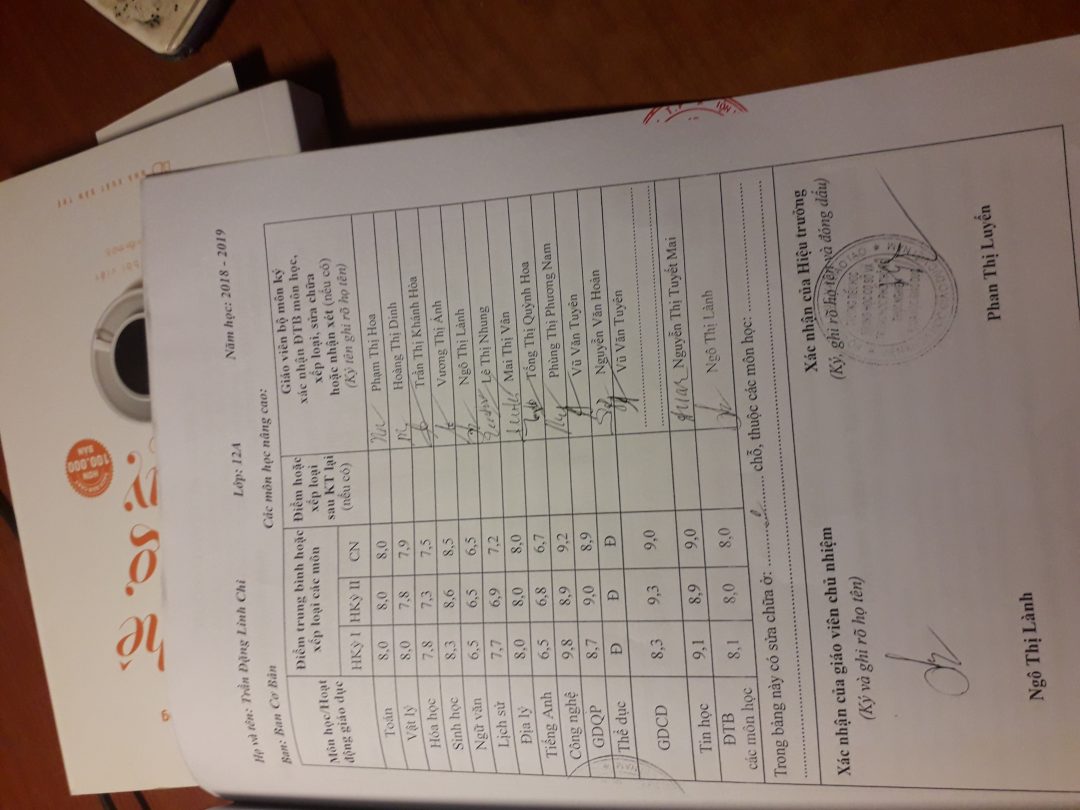 Họ và tên: Trần Đặng Linh Chi Lớp: 12A Năm học: 2018 - 2019
Ban: Ban Cơ Bản Các môn học nâng cao:
Môn học/Hoạt động giáo dục
Điểm trung bình hoặc xếp loại các môn
Điểm hoặc xếp loại sau KT lại (nếu có)
Giáo viên bộ môn ký xác nhận ĐTB môn học, xếp loại, sửa chữa hoặc nhận xét (nếu có) (Ký tên ghi rõ họ tên)
HKỳ I HKỳ II CN
Toán 8,0 8,0 8,0 Phạm Thị Hoa
Vật lý 8,0 7,8 7,9 Hoàng Thị Dinh
Hóa học 7,8 7,3 7,5 Trần Thị Khánh Hòa
Sinh học 8,3 8,6 8,5 Vương Thị Ánh
Ngữ văn 6,5 6,5 6,5 Ngô Thị Lành
Lịch sử 7,7 6,9 7,2 Lê Thị Nhung
Địa lý 8,0 8,0 8,0 Mai Thị Vân
Tiếng Anh 6,5 6,8 6,7 Tống Thị Quỳnh Hoa
Công nghệ 9,8 8,9 9,2 Phùng Thị Phương Nam
GDQP 8,7 9,0 8,9 Vũ Văn Tuyên
Thể dục Đ Đ Đ Nguyễn Văn Hoàn
Vũ Văn Tuyên
GDCD 8,3 9,3 9,0
Tin học 9,1 8,9 9,0 Nguyễn Thị Tuyết Mai
ĐTB các môn học 8,1 8,0 8,0 Ngô Thị Lành
Trong bảng này có sửa chữa ở: chỗ, thuộc các môn học:
Xác nhận của giáo viên chủ nhiệm
(Ký và ghi rõ họ tên)
Ngô Thị Lành
Xác nhận của Hiệu trưởng
(Ký, ghi rõ họ tên và đóng dấu)
Phan Thị Luyến
HƠN
100.000
BẢN